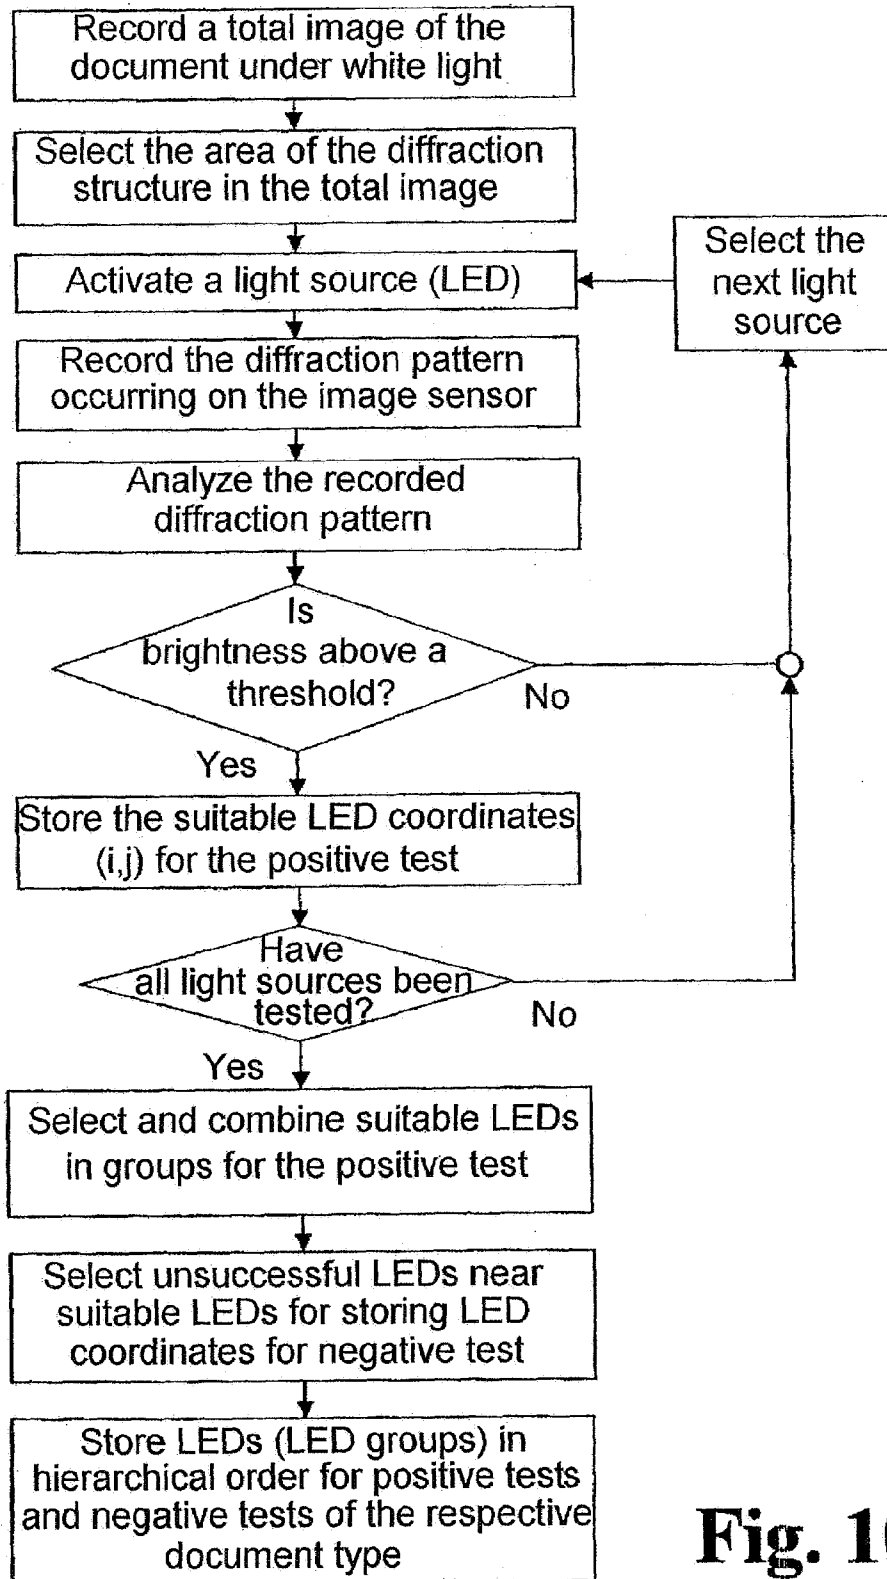 Record a total image of the
document under white light
Select the area of the diffraction
structure in the total image
Activate a light source (LED)
Select the
next light
source
Record the diffraction pattern
occurring on the image sensor
Analyze the recorded
diffraction pattern
Is
brightness above a
threshold?
No
Yes
Store the suitable LED coordinates
(i,j) for the positive test
Have
all light sources been
tested?
No
Yes
Select and combine suitable LEDs
in groups for the positive test
Select unsuccessful LEDs near
suitable LEDs for storing LED
coordinates for negative test
Store LEDs (LED groups) in
hierarchical order for positive tests
and negative tests of the respective
document type
Fig.